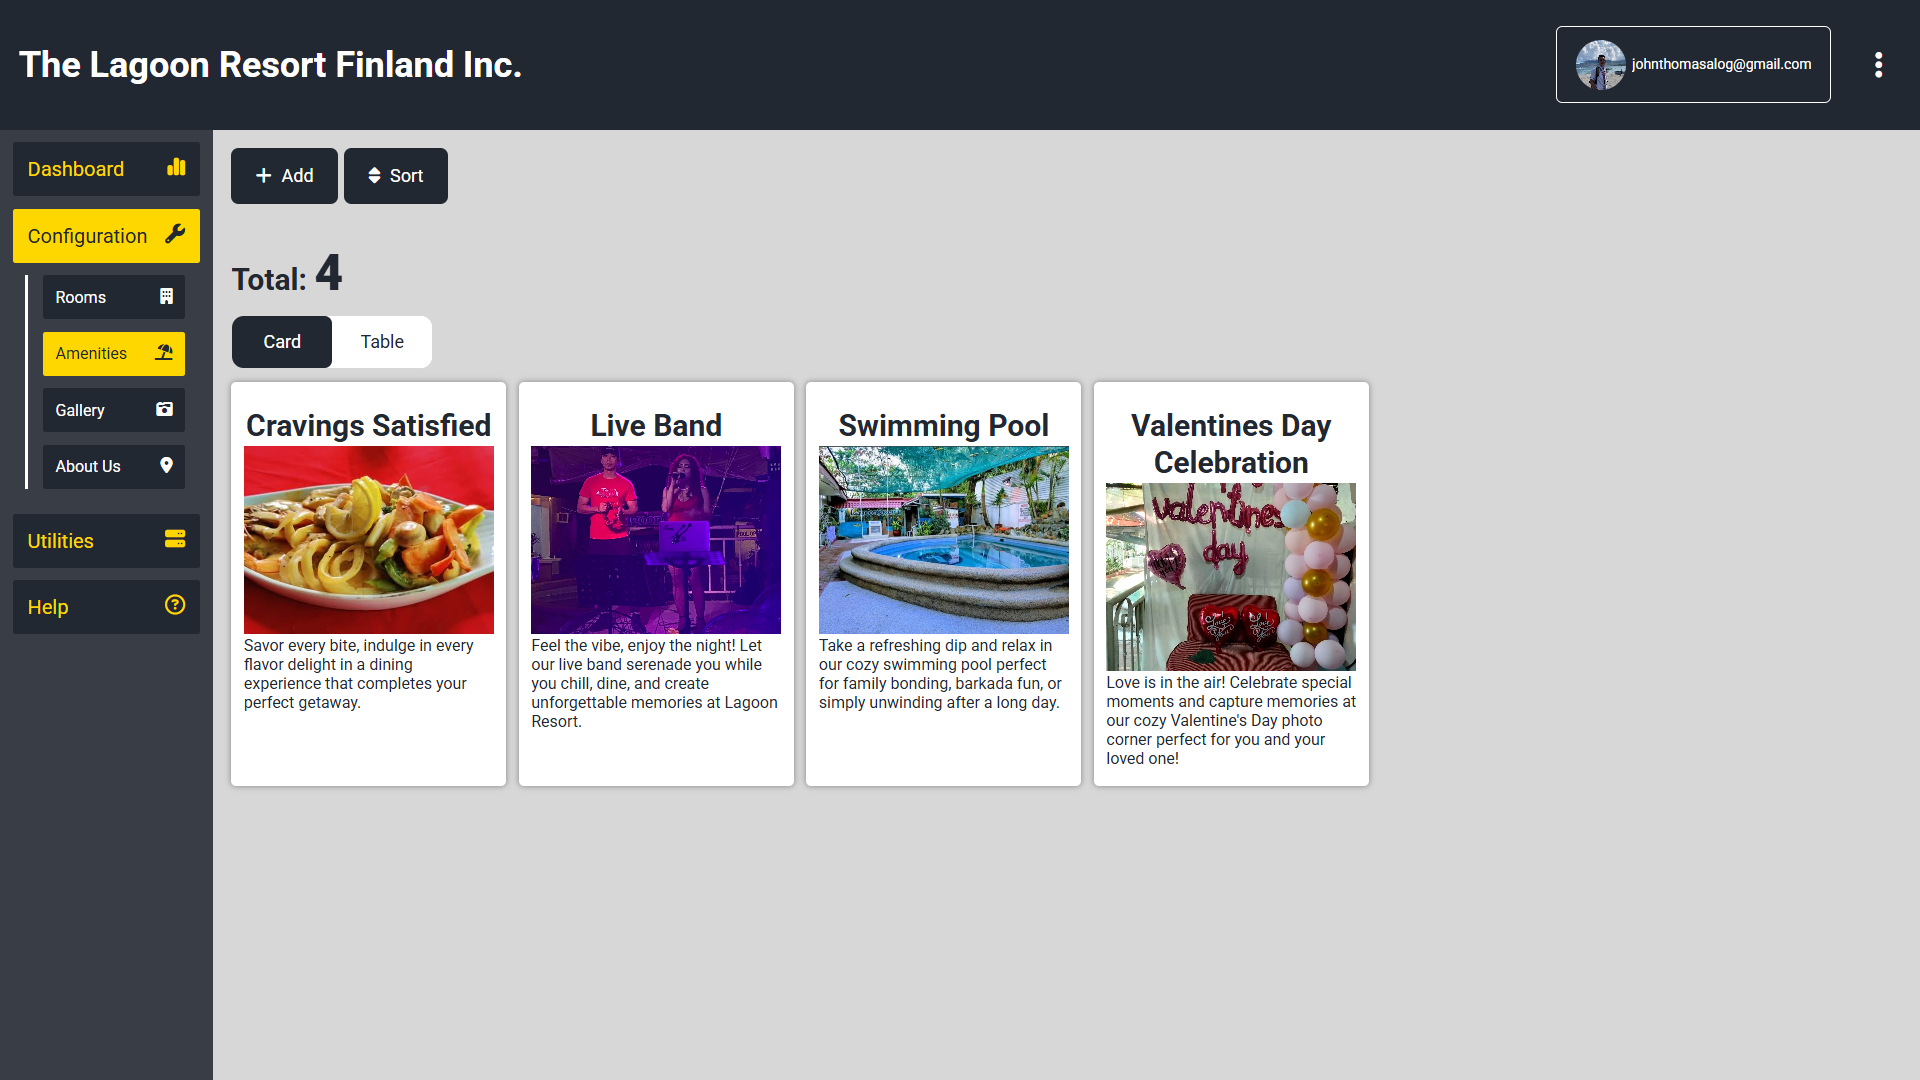 The Lagoon Resort Finland Inc.
johnthomasalog@gmail.com
Dashboard
Configuration
Rooms
Amenities
Gallery
About Us
Utilities
Help
Add
Sort
Total: 4
Card
Table
Cravings Satisfied
Savor every bite, indulge in every
flavor delight in a dining
experience that completes your
perfect getaway.
Live Band
Feel the vibe, enjoy the night! Let
our live band serenade you while
you chill, dine, and create
unforgettable memories at Lagoon
Resort.
Swimming Pool
Take a refreshing dip and relax in
our cozy swimming pool perfect
for family bonding, barkada fun, or
simply unwinding after a long day.
Valentines Day
Celebration
valentines
day
I Love You
I Love You
Love is in the air! Celebrate special
moments and capture memories at
our cozy Valentine's Day photo
corner perfect for you and your
loved one!